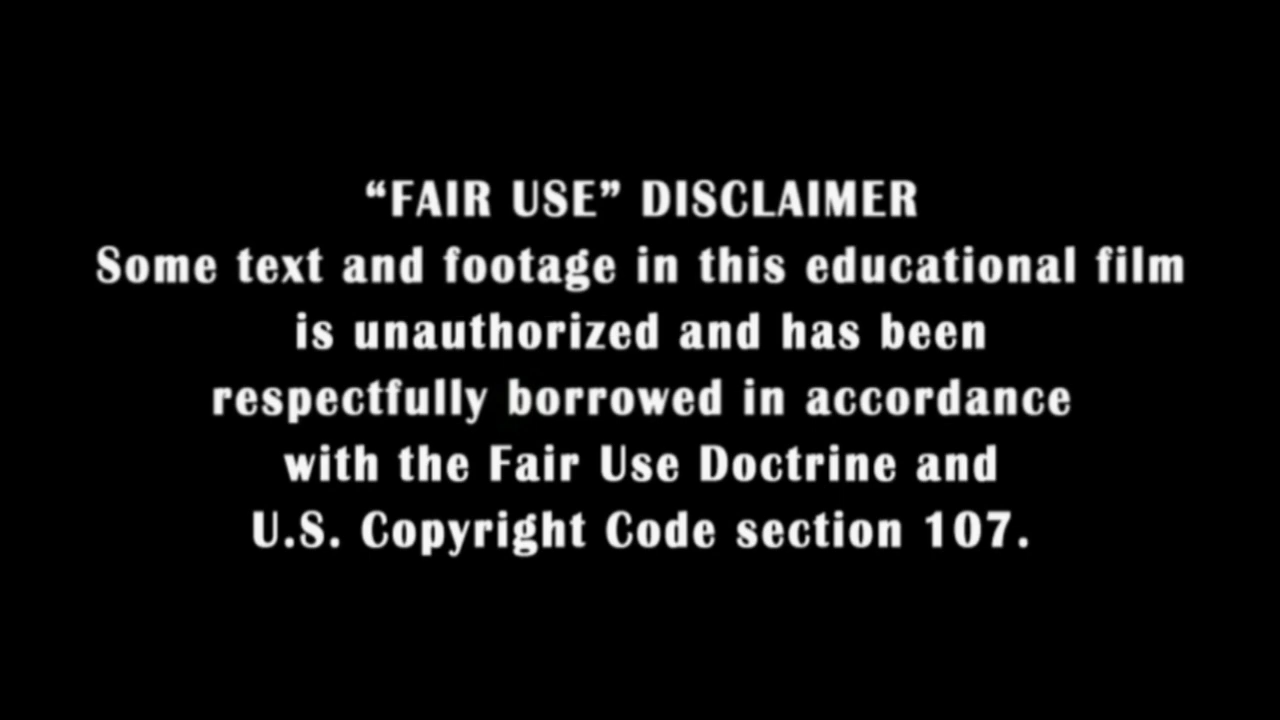 “FAIR USE” DISCLAIMER
Some text and footage in this educational film
is unauthorized and has been
respectfully borrowed in accordance
with the Fair Use Doctrine and
U.S. Copyright Code section 107.